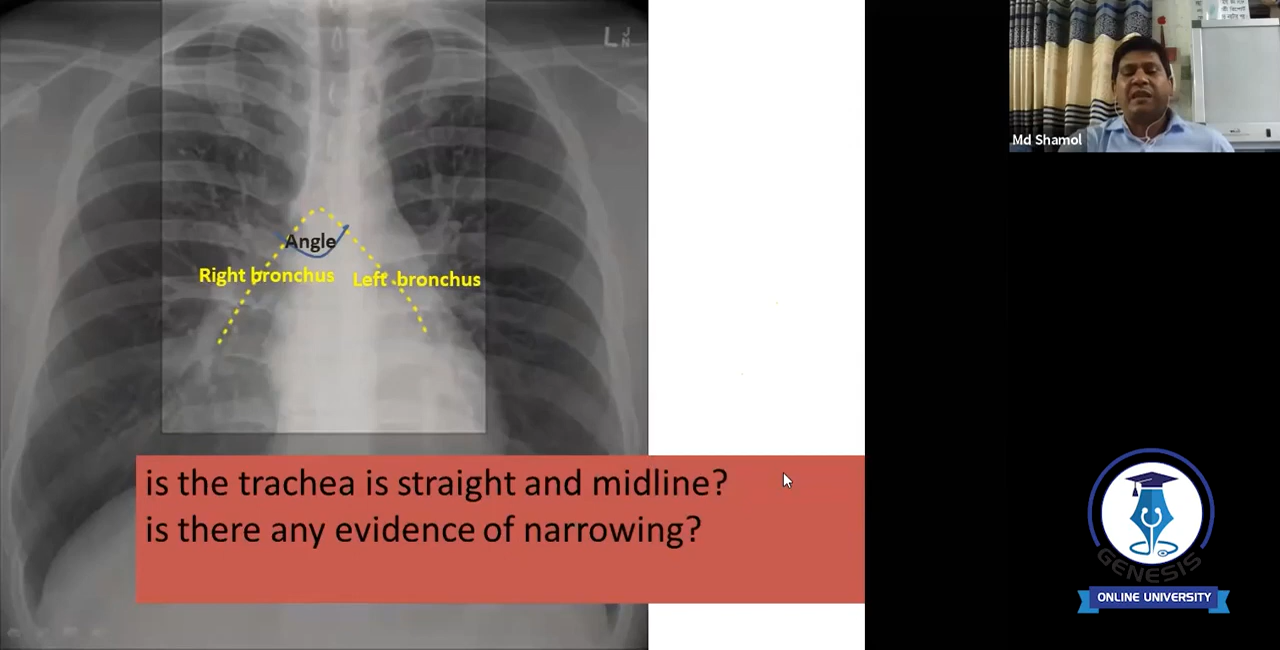 L
Angle
Right bronchus
Left bronchus
is the trachea is straight and midline?
is there any evidence of narrowing?
Md Shamol
GENESIS
ONLINE UNIVERSITY